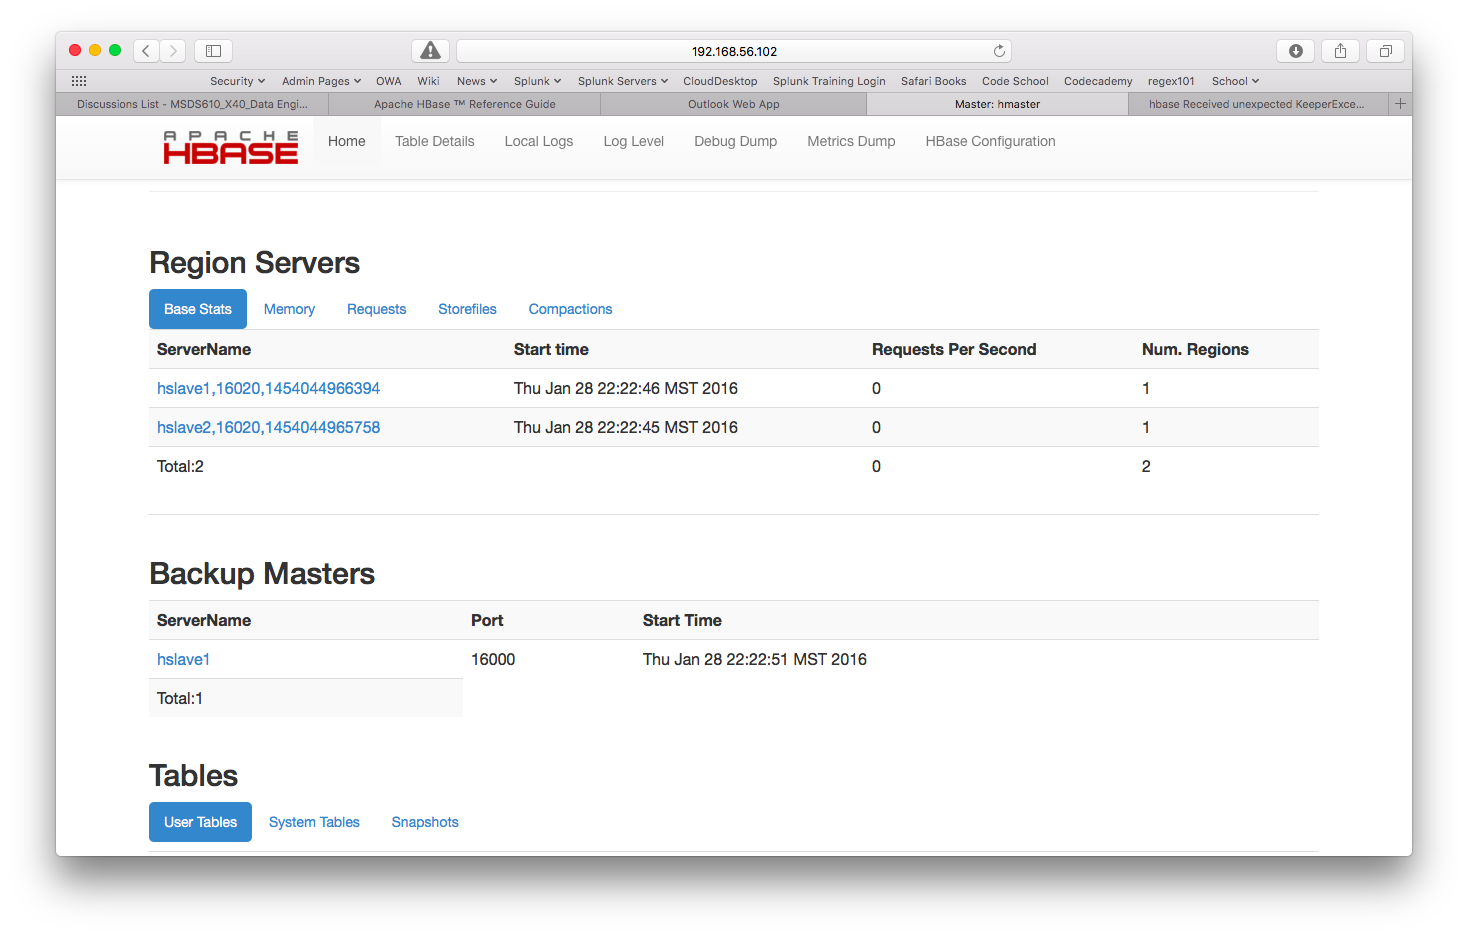 192.168.56.102
Security Admin Pages OWA Wiki News Splunk Splunk Servers CloudDesktop Splunk Training Login Safari Books Code School Codecademy regex101 School
Discussions List - MSDS610_X40_Data Engi... Apache HBase ™ Reference Guide Outlook Web App Master: hmaster hbase Received unexpected KeeperExce...
APACHE
HBASE
Home Table Details Local Logs Log Level Debug Dump Metrics Dump HBase Configuration
Region Servers
Base Stats Memory Requests Storefiles Compactions
ServerName Start time Requests Per Second Num. Regions
hslave1,16020,1454044966394 Thu Jan 28 22:22:46 MST 2016 0 1
hslave2,16020,1454044965758 Thu Jan 28 22:22:45 MST 2016 0 1
Total:2 0 2
Backup Masters
ServerName Port Start Time
hslave1 16000 Thu Jan 28 22:22:51 MST 2016
Total:1
Tables
User Tables System Tables Snapshots